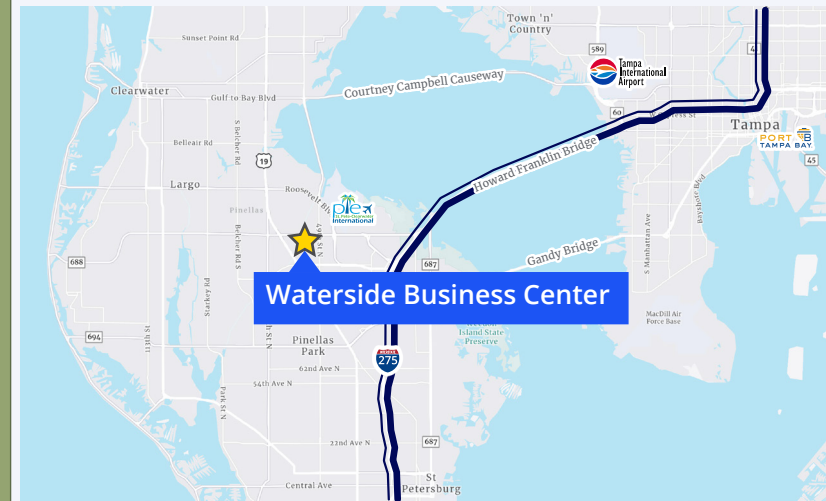 Town 'n'
Country
Sunset Point Rd
589
Tampa
International
Airport
Clearwater
Gulf to Bay Blvd
Courtney Campbell Causeway
60
Tampa
PORT
TAMPA BAY
S Belcher Rd
Belleair Rd
19
45
Howard Franklin Bridge
Largo
Roosevelt Blvd
pie
International
Pinellas
49th St N
Bayshore Blvd
S Manhattan Ave
Belcher Rd S
Gandy Bridge
688
687
Starkey Rd
Waterside Business Center
MacDill Air
Force Base
Island State
Preserve
694
113th St
Pinellas
Park
275
62nd Ave N
54th Ave N
Park St N
22nd Ave N
687
Central Ave
St
Petersburg